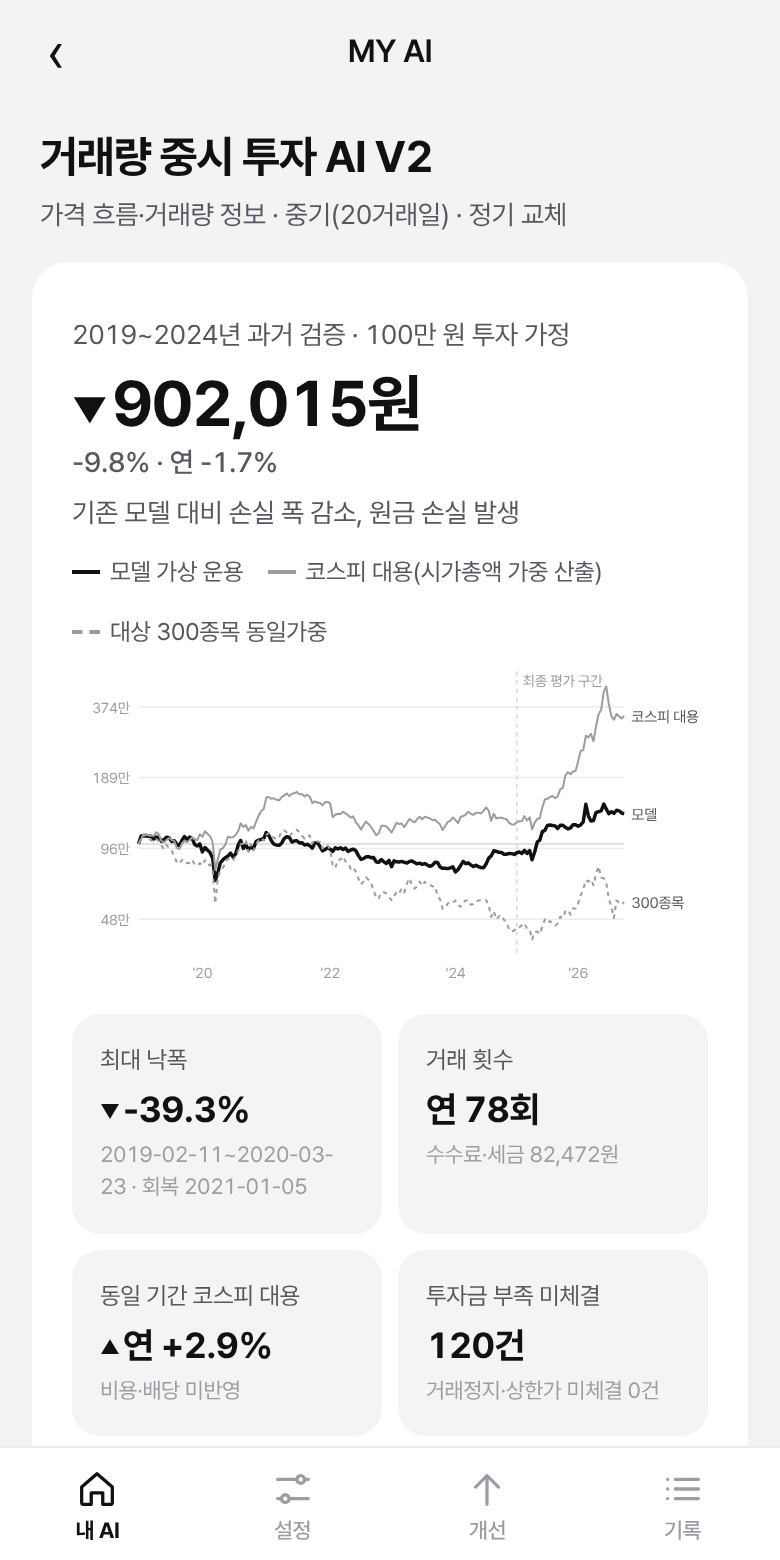 ‹
MY AI
거래량 중시 투자 AI V2
가격 흐름·거래량 정보 · 중기(20거래일) · 정기 교체
2019~2024년 과거 검증 · 100만 원 투자 가정
▼902,015원
-9.8% · 연 -1.7%
기존 모델 대비 손실 폭 감소, 원금 손실 발생
모델 가상 운용 코스피 대용(시가총액 가중 산출)
대상 300종목 동일가중
최종 평가 구간
374만
코스피 대용
189만
모델
96만
300종목
48만
'20 '22 '24 '26
최대 낙폭
▼-39.3%
2019-02-11~2020-03-
23 · 회복 2021-01-05
거래 횟수
연 78회
수수료·세금 82,472원
동일 기간 코스피 대용
▲연 +2.9%
비용·배당 미반영
투자금 부족 미체결
120건
거래정지·상한가 미체결 0건
내 AI 설정 개선 기록